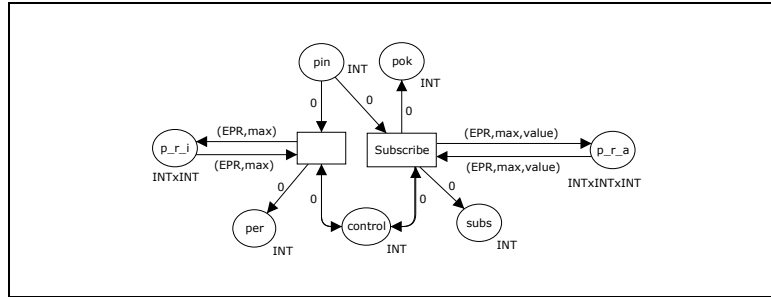 pin
INT
pok
INT
0
0
0
(EPR,max)
(EPR,max,value)
p_r_i
Subscribe
p_r_a
(EPR,max)
(EPR,max,value)
INTxINT
INTxINTxINT
0
0
0
0
per
control
subs
INT
INT
INT